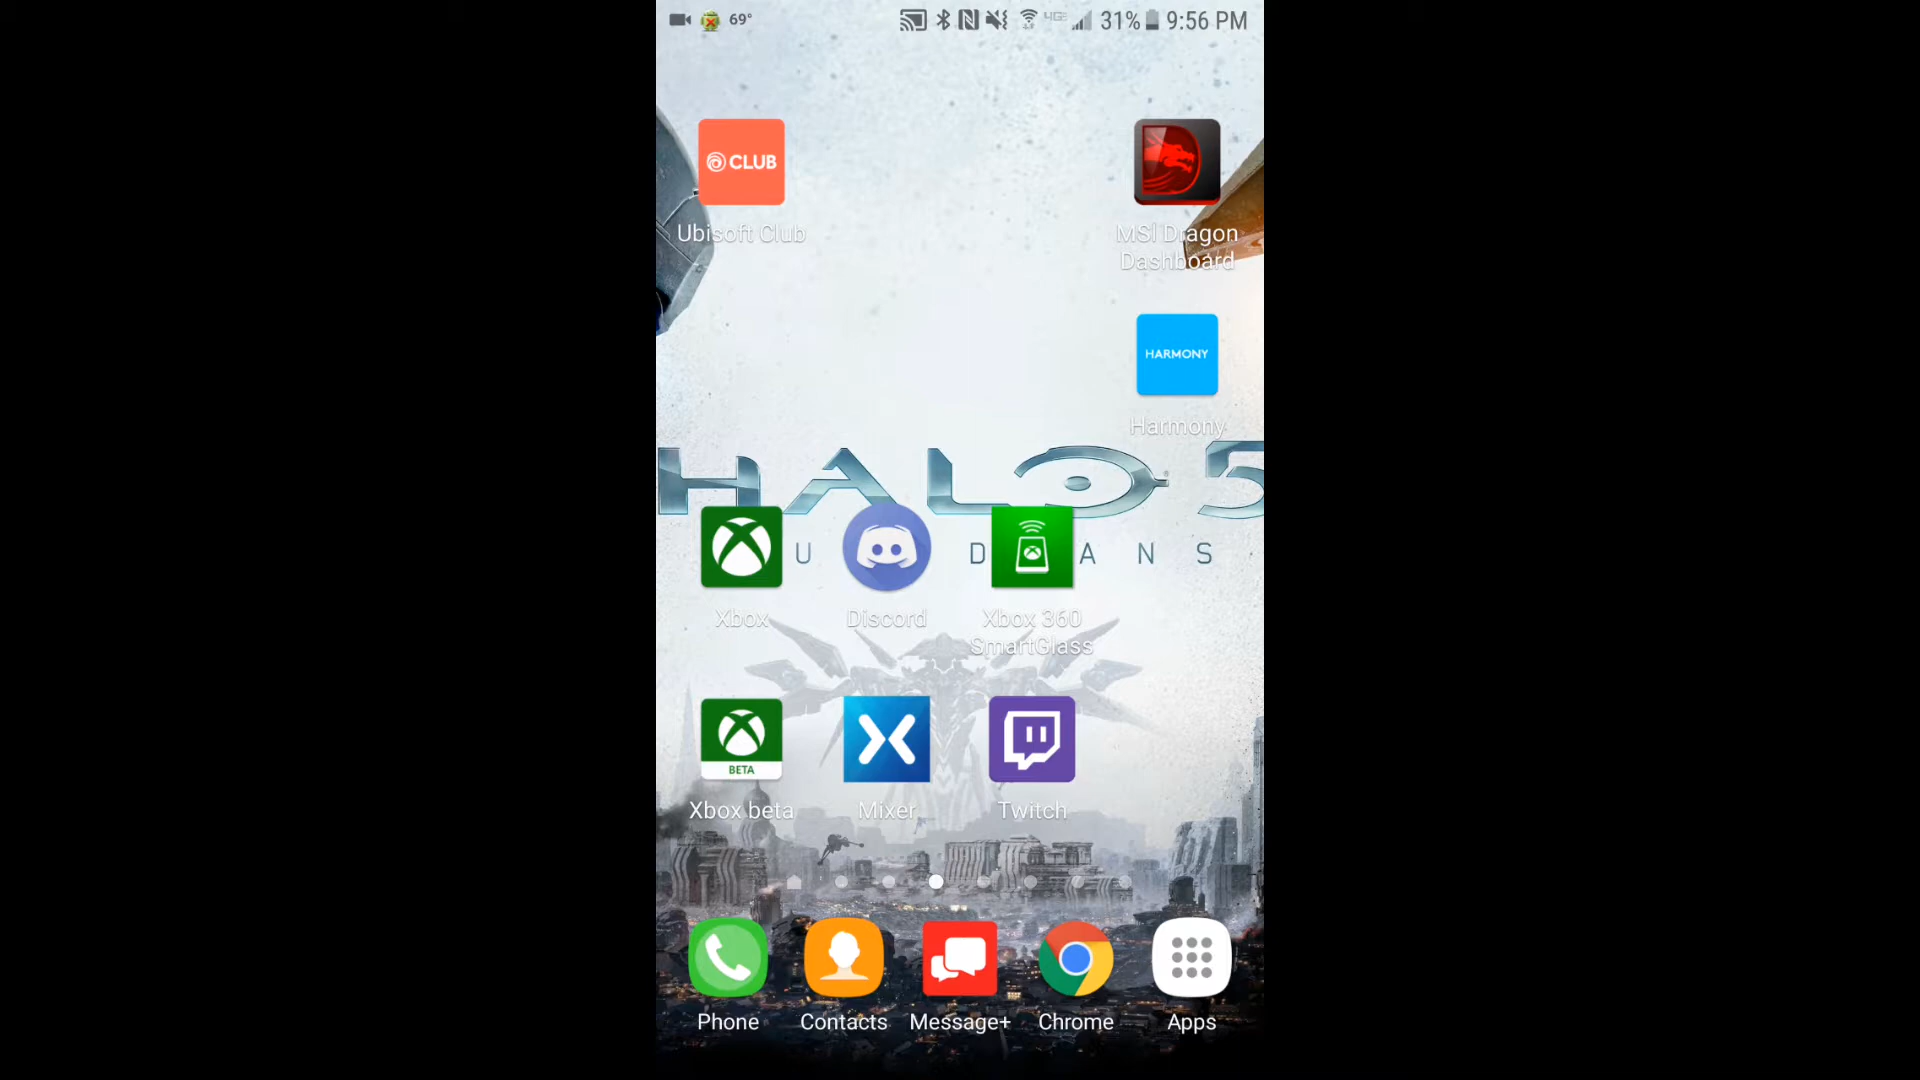 69°
4G
31% 9:56 PM
CLUB
Ubisoft Club
MSI Dragon
Dashboard
HARMONY
Harmony
HALO 5
U D A N S
Xbox
Discord
Xbox 360
SmartGlass
BETA
Xbox beta
Mixer
Twitch
Phone
Contacts
Message+
Chrome
Apps